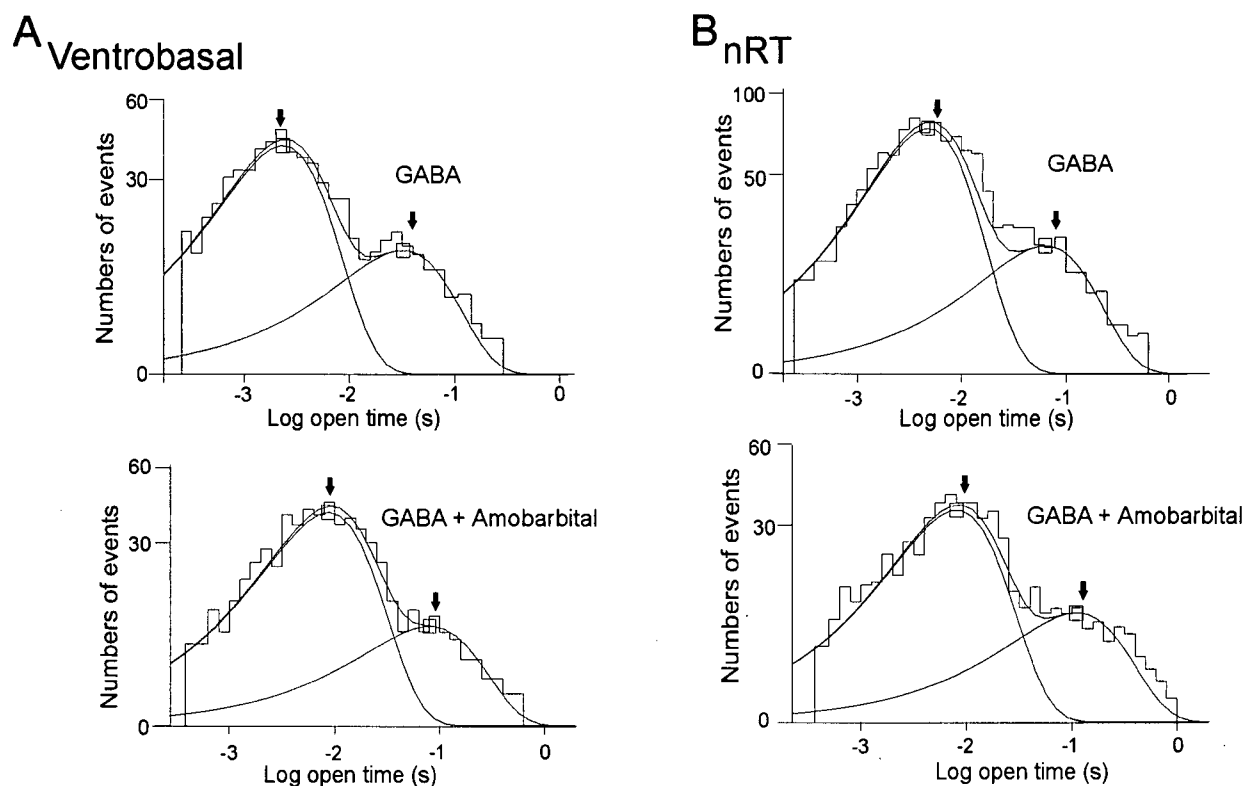 A Ventrobasal
60
30
0
Numbers of events
GABA
-3 -2 -1 0
Log open time (s)
B nRT
100
50
0
Numbers of events
GABA
-3 -2 -1 0
Log open time (s)
60
30
0
Numbers of events
GABA + Amobarbital
-3 -2 -1 0
Log open time (s)
60
30
0
Numbers of events
GABA + Amobarbital
-3 -2 -1 0
Log open time (s)